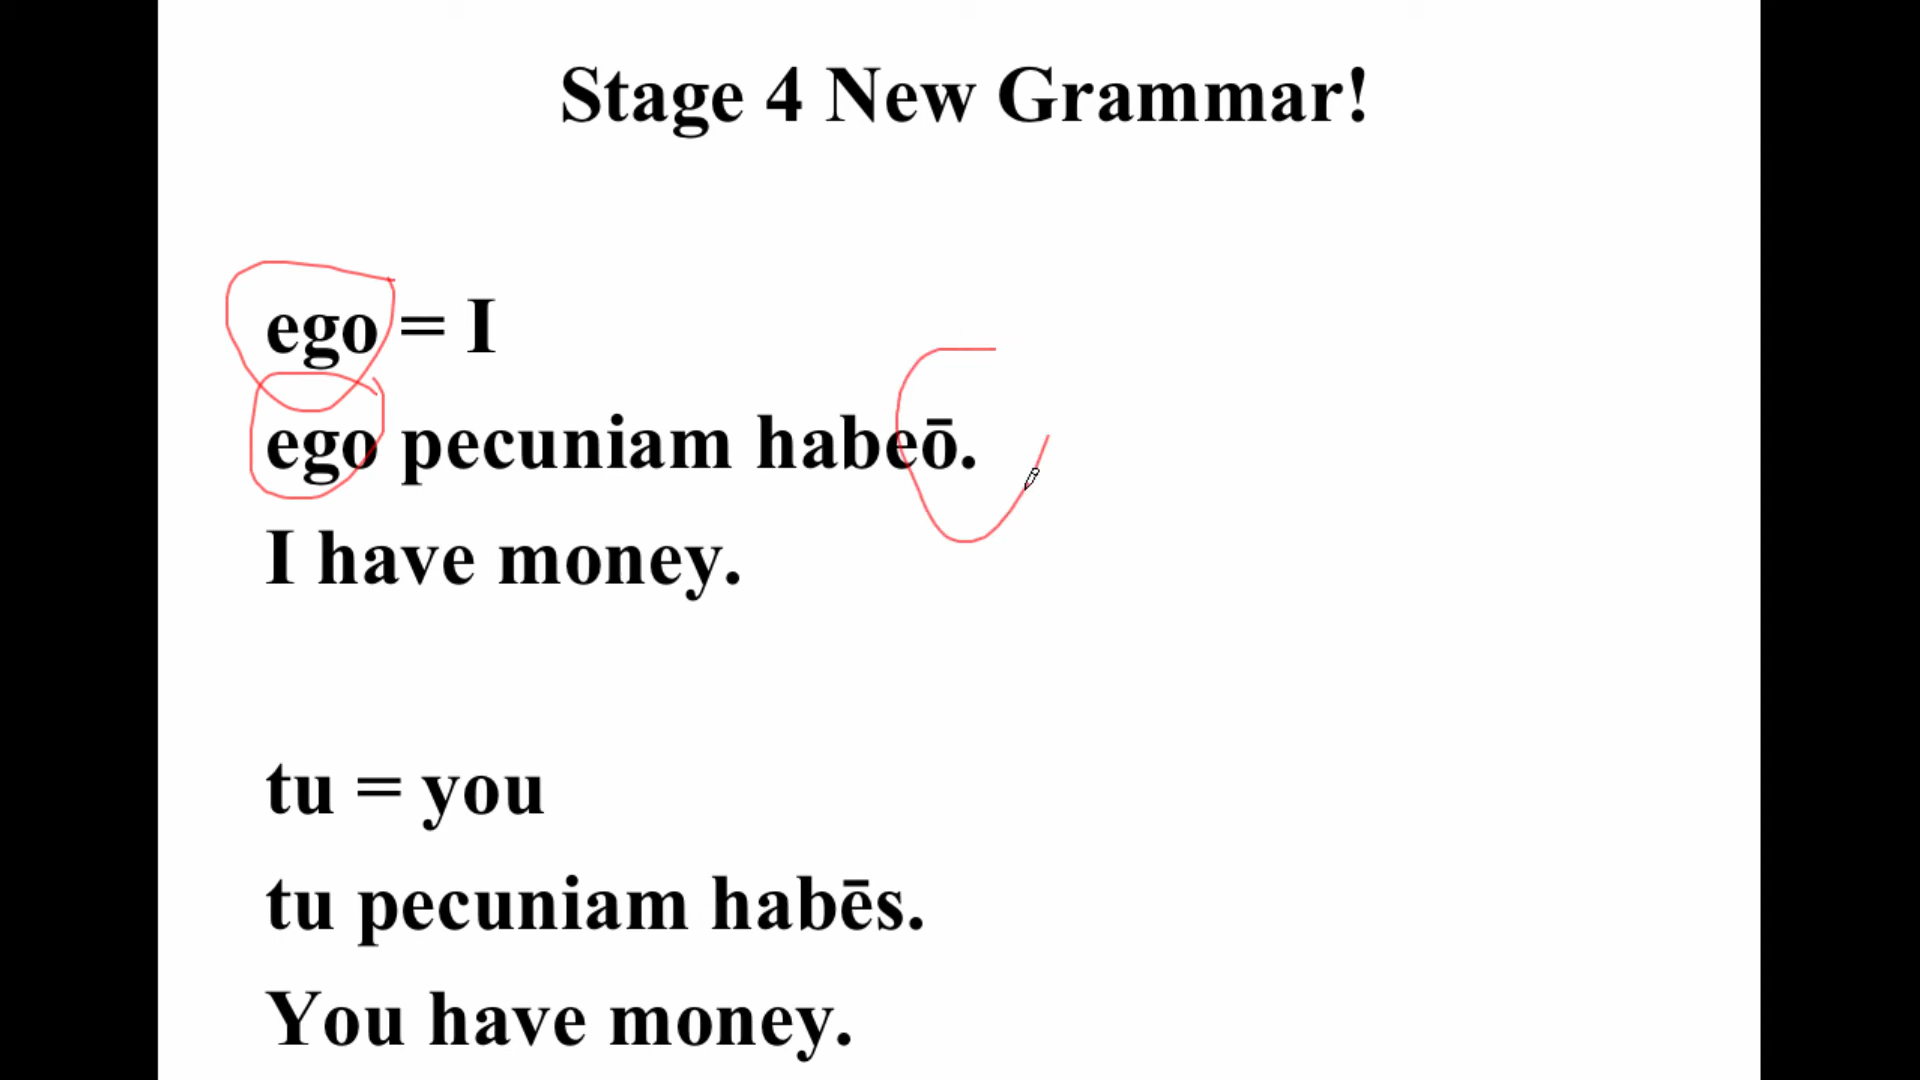 Stage 4 New Grammar!
ego = I
ego pecuniam habeō.
I have money.
tu = you
tu pecuniam habēs.
You have money.